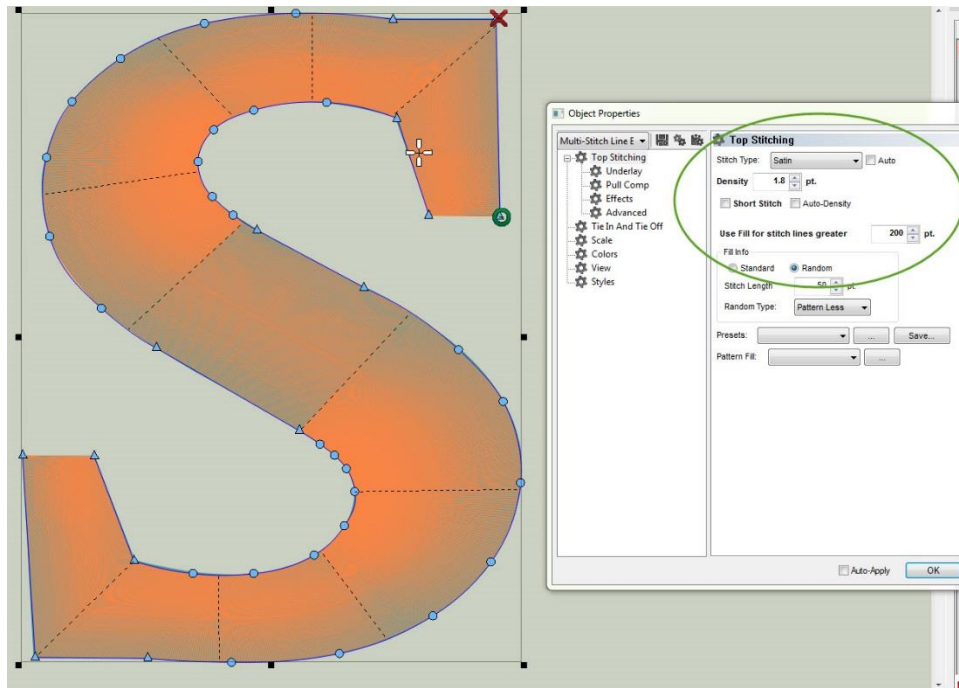 Object Properties
Multi-Stitch Line E
Top Stitching
Underlay
Pull Comp
Effects
Advanced
Tie In And Tie Off
Scale
Colors
View
Styles
Top Stitching
Stitch Type: Satin Auto
Density 1.8 pt.
Short Stitch Auto-Density
Use Fill for stitch lines greater 200 pt.
Fill Info
Standard Random
Stitch Length 50 pt.
Random Type: Pattern Less
Presets: ... Save...
Pattern Fill: ...
Auto-Apply OK